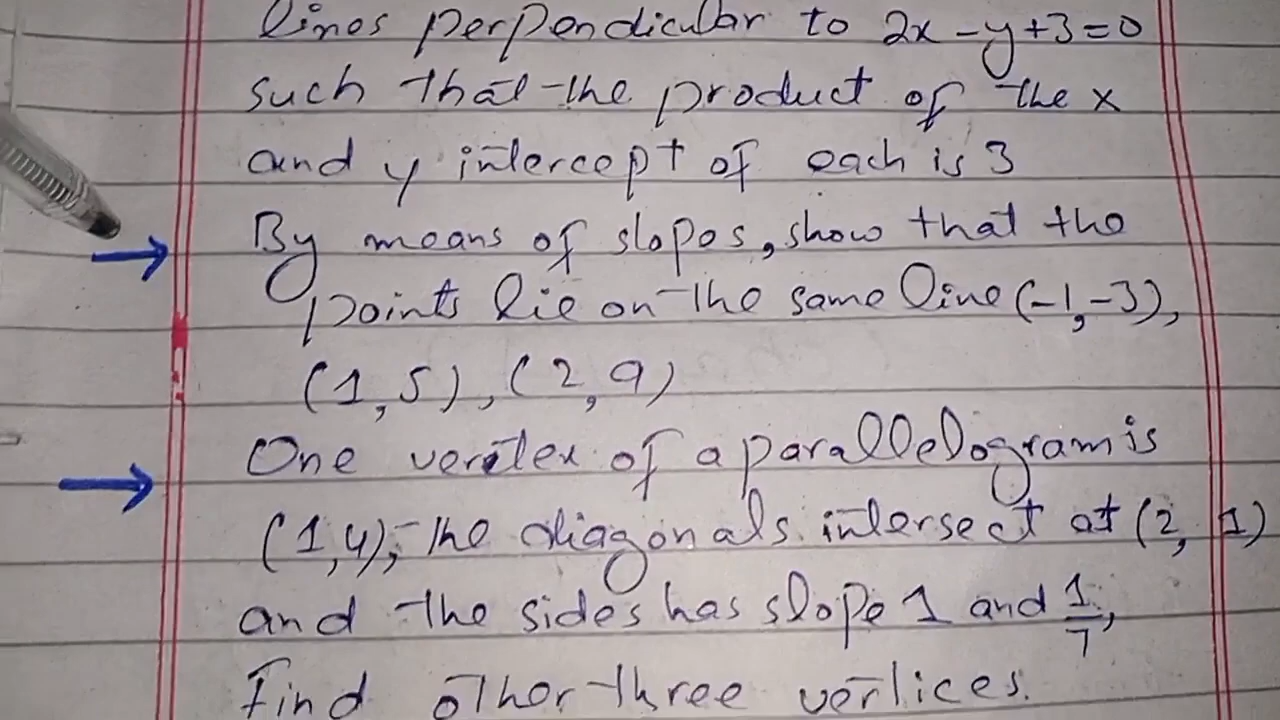 lines perpendicular to 2x-y+3=0
such that the product of the x
and y intercept of each is 3
By means of slopes, show that the
points lie on the same line (-1,-3),
(1,5), (2,9)
One vertex of a parallelogram is
(1,4), the diagonals intersect at (2, 1)
and the sides has slope 1 and 1/7,
Find other three vertices.